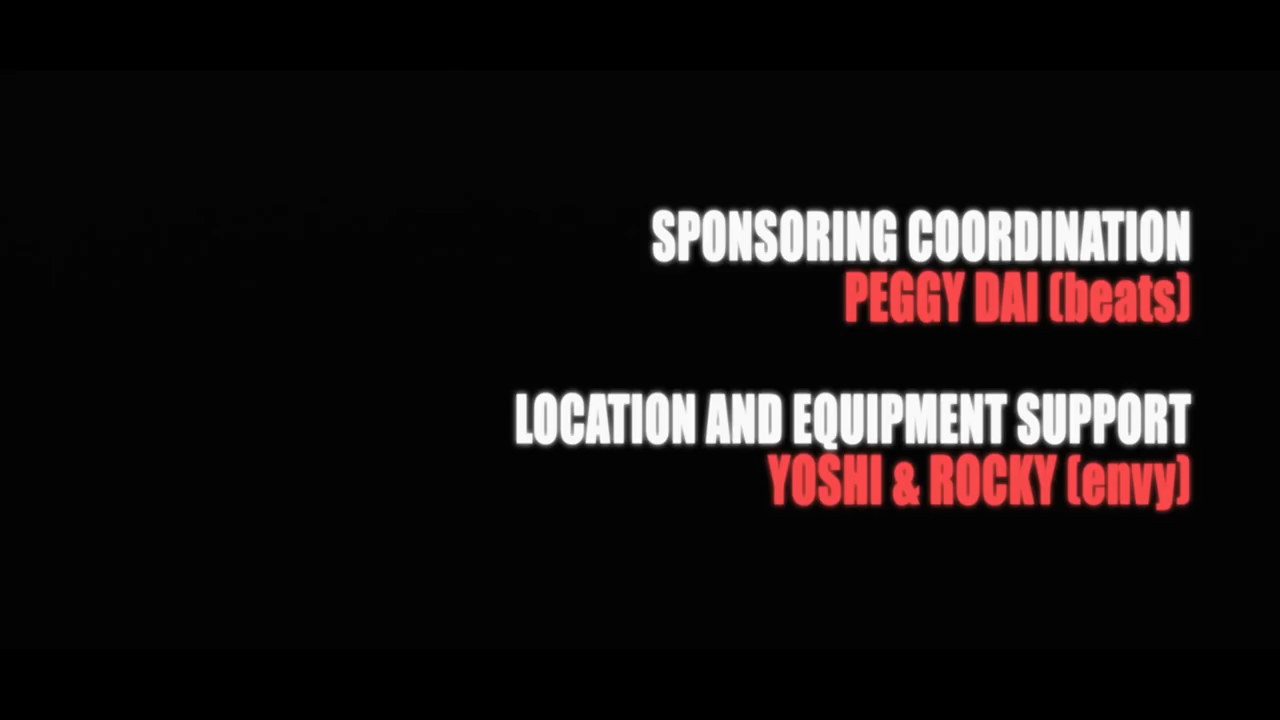 SPONSORING COORDINATION
PEGGY DAI (beats)
LOCATION AND EQUIPMENT SUPPORT
YOSHI & ROCKY (envy)